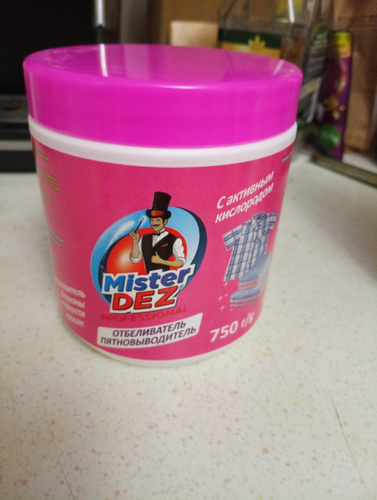 С активным
кислородом
Mister
DEZ
PROFESSIONAL
ОТБЕЛИВАТЕЛЬ
ПЯТНОВЫВОДИТЕЛЬ
750 г/g